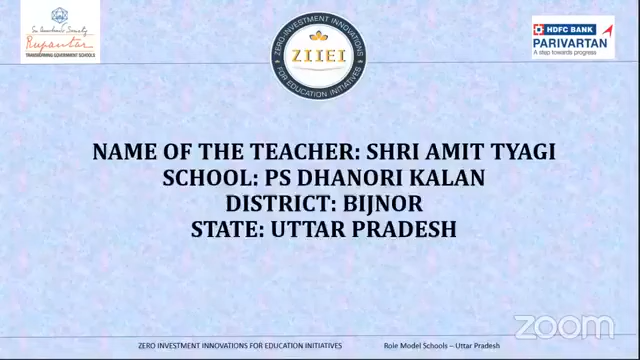 Sri Aurobindo Society
Rupantar
TRANSFORMING GOVERNMENT SCHOOLS
ZERO INVESTMENT INNOVATIONS
ZIIEI
FOR EDUCATION INITIATIVES
HDFC BANK
PARIVARTAN
A step towards progress
NAME OF THE TEACHER: SHRI AMIT TYAGI
SCHOOL: PS DHANORI KALAN
DISTRICT: BIJNOR
STATE: UTTAR PRADESH
zoom
ZERO INVESTMENT INNOVATIONS FOR EDUCATION INITIATIVES
Role Model Schools – Uttar Pradesh